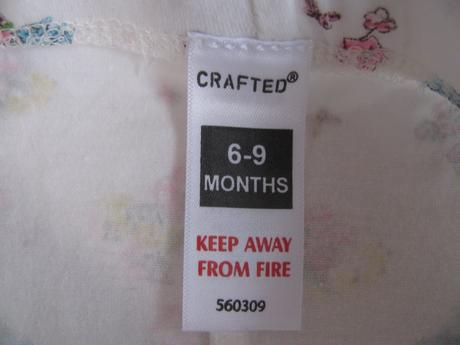 CRAFTED®
6-9
MONTHS
KEEP AWAY
FROM FIRE
560309